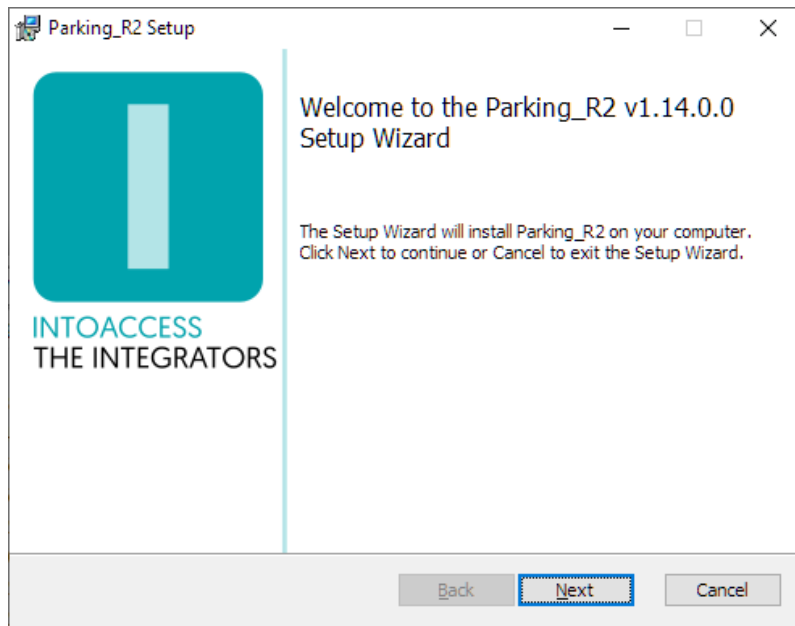 Parking_R2 Setup
Welcome to the Parking_R2 v1.14.0.0
Setup Wizard
The Setup Wizard will install Parking_R2 on your computer.
Click Next to continue or Cancel to exit the Setup Wizard.
INTOACCESS
THE INTEGRATORS
Back
Next
Cancel